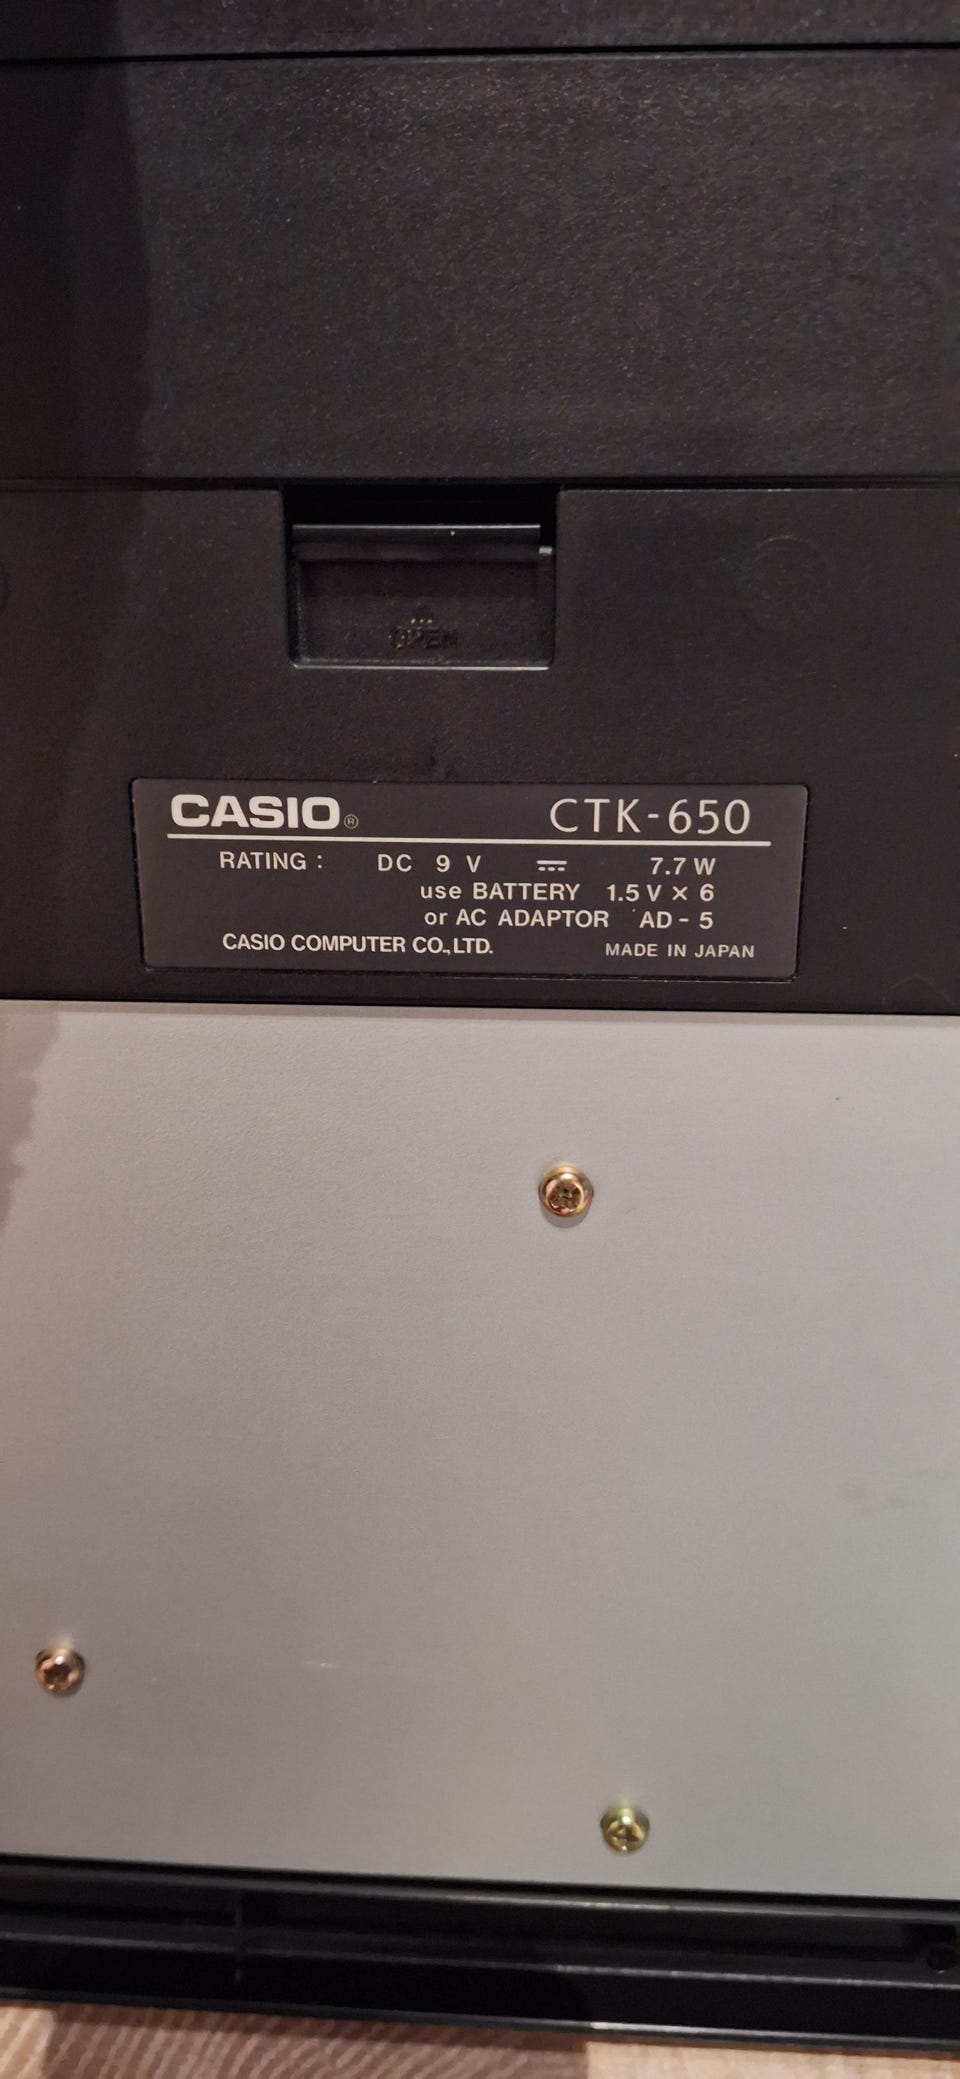 OPEN
CASIO® CTK-650
RATING : DC 9 V ⎓ 7.7 W
use BATTERY 1.5 V × 6
or AC ADAPTOR AD - 5
CASIO COMPUTER CO.,LTD. MADE IN JAPAN